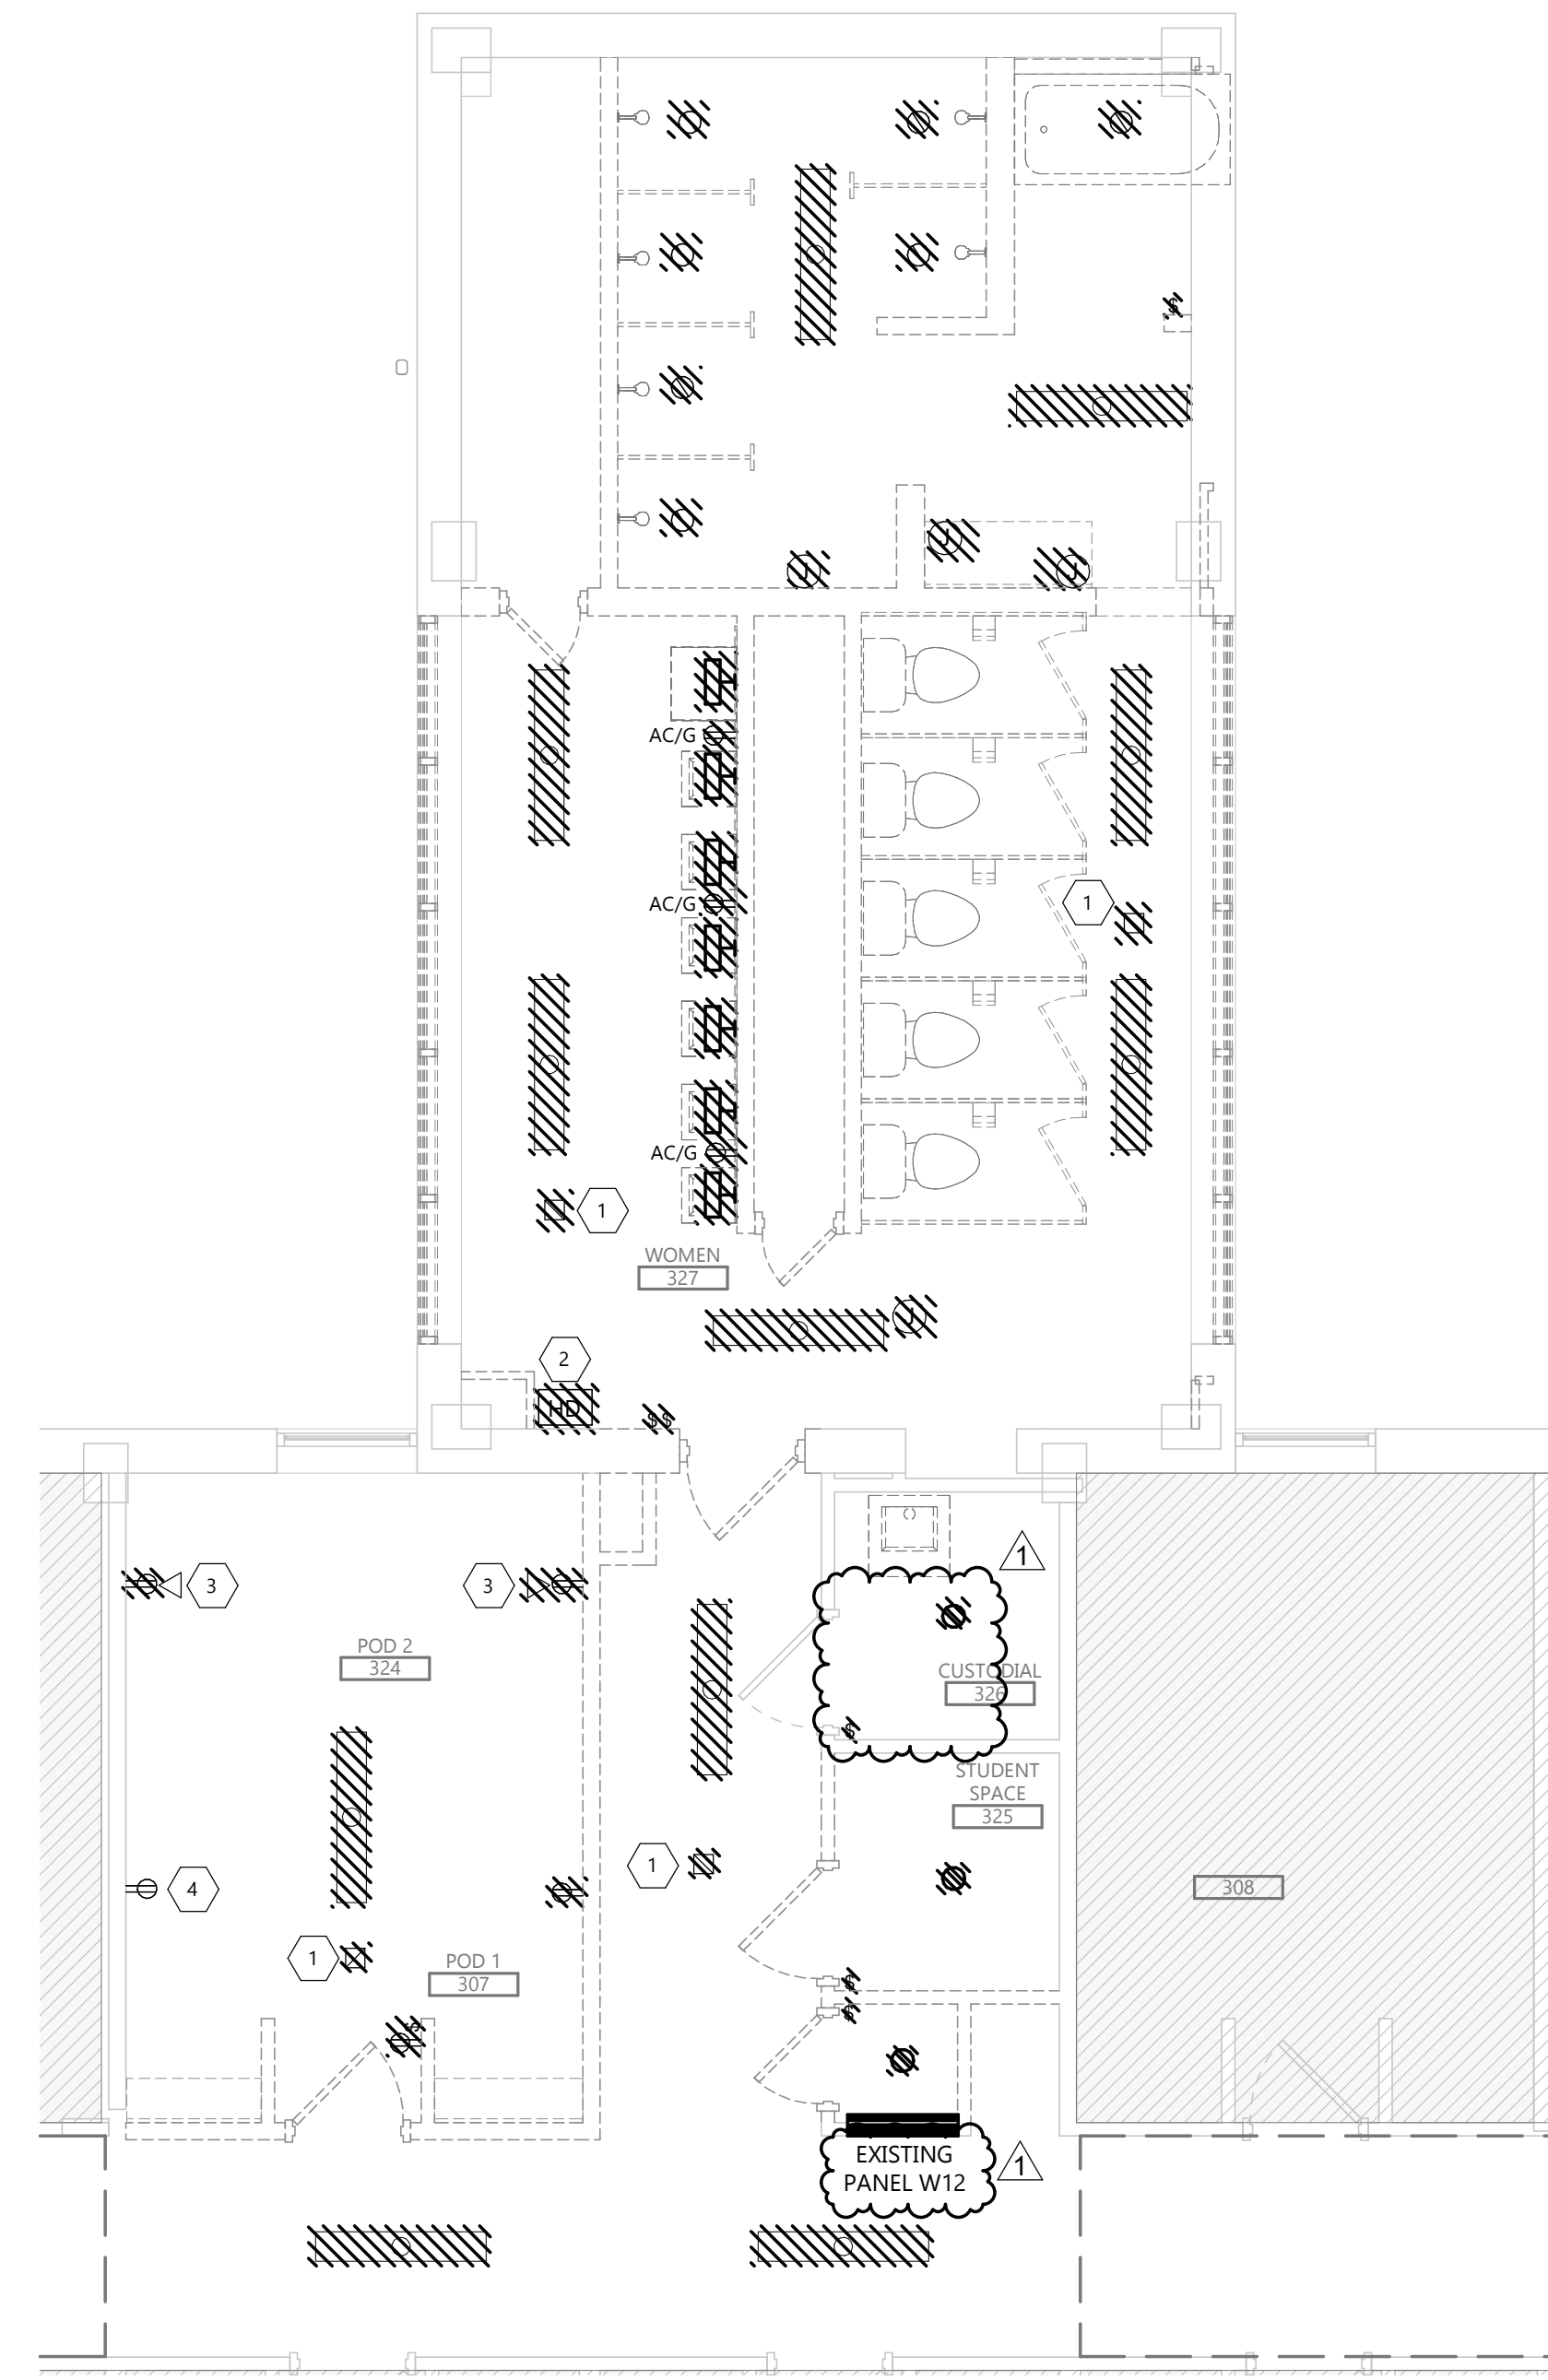 $
J
J
J
AC/G
AC/G
1
AC/G
1
WOMEN
327
J
2
HD
$ $
1
3
3
POD 2
324
CUSTODIAL
326
$
STUDENT
SPACE
325
1
4
308
1
POD 1
307
$
$
$
EXISTING
PANEL W12
1